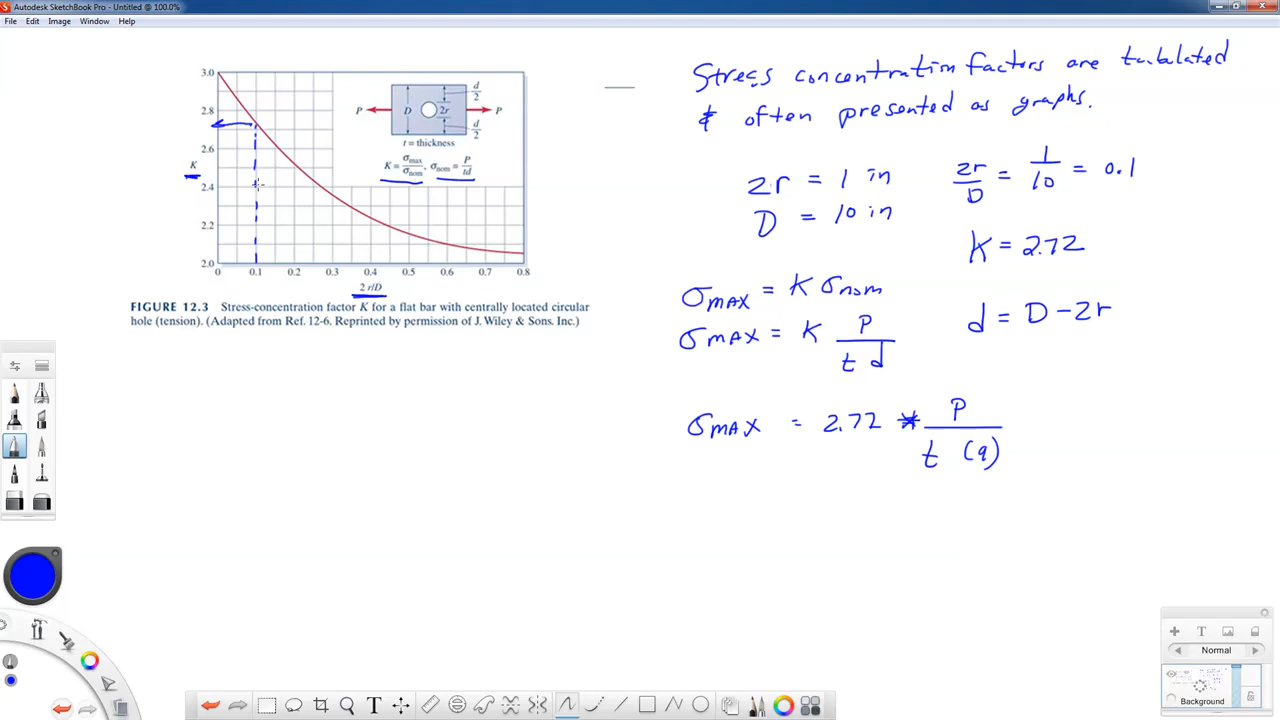 Autodesk SketchBook Pro - Untitled @ 100.0%
File Edit Image Window Help
Stress concentration factors are tabulated
& often presented as graphs.
3.0
2.8
2.6
2.4
2.2
2.0
K
0 0.1 0.2 0.3 0.4 0.5 0.6 0.7 0.8
2 r/D
P D 2r P
d/2
d/2
t = thickness
K = σmax/σnom, σnom = P/td
FIGURE 12.3 Stress-concentration factor K for a flat bar with centrally located circular
hole (tension). (Adapted from Ref. 12-6. Reprinted by permission of J. Wiley & Sons. Inc.)
2r = 1 in
D = 10 in
2r/D = 1/10 = 0.1
K = 2.72
σMAX = K σnom
σMAX = K P/t d
d = D - 2r
σMAX = 2.72 * P/t (9)
Normal
Background